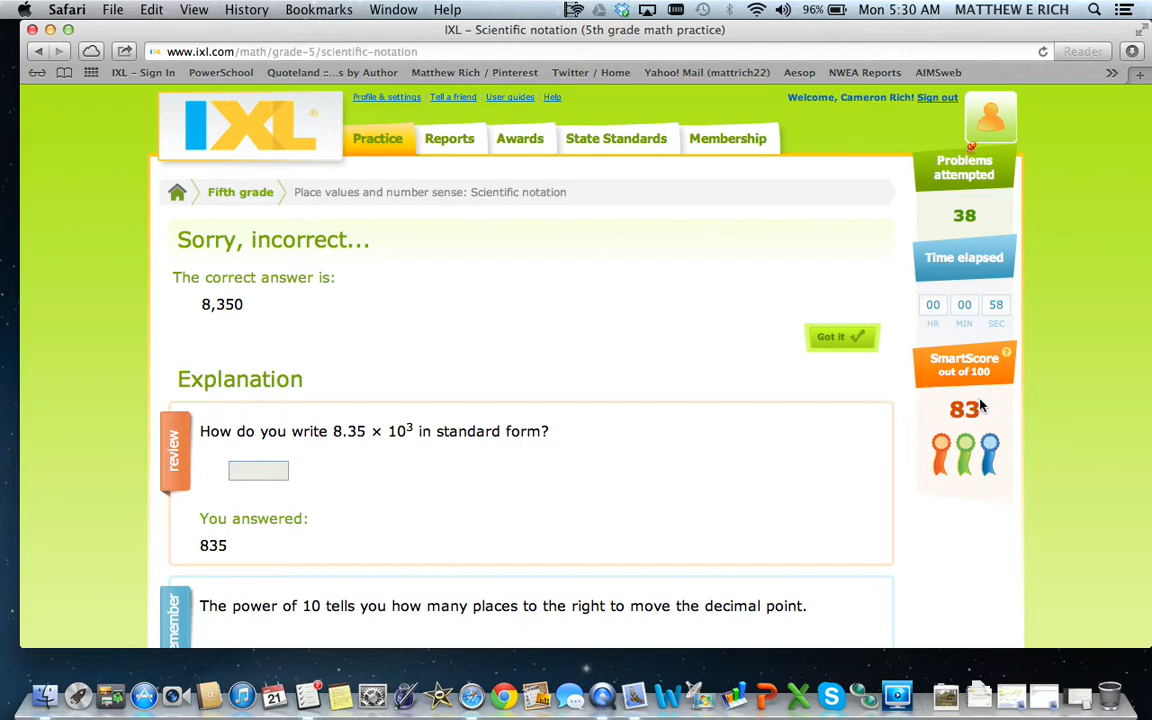 Safari File Edit View History Bookmarks Window Help 96% Mon 5:30 AM MATTHEW E RICH
IXL – Scientific notation (5th grade math practice)
www.ixl.com/math/grade-5/scientific-notation Reader
IXL - Sign In PowerSchool Quoteland ::...s by Author Matthew Rich / Pinterest Twitter / Home Yahoo! Mail (mattrich22) Aesop NWEA Reports AIMSweb
Profile & settings Tell a friend User guides Help Welcome, Cameron Rich! Sign out
IXL ®
Practice Reports Awards State Standards Membership
Fifth grade Place values and number sense: Scientific notation
Problems attempted
38
Time elapsed
00 00 58
HR MIN SEC
SmartScore ?
out of 100
83
Sorry, incorrect...
The correct answer is:
8,350
Got it
Explanation
review
How do you write 8.35 × 10³ in standard form?
You answered:
835
The power of 10 tells you how many places to the right to move the decimal point.